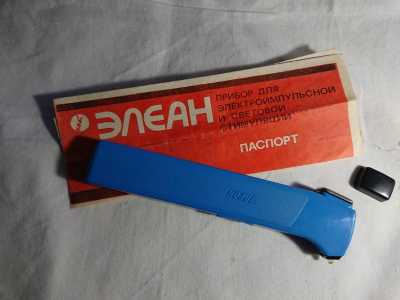 ЭЛЕАН
ПРИБОР ДЛЯ
ЭЛЕКТРОИМПУЛЬСНОЙ
И СВЕТОВОЙ
СТИМУЛЯЦИИ
ПАСПОРТ